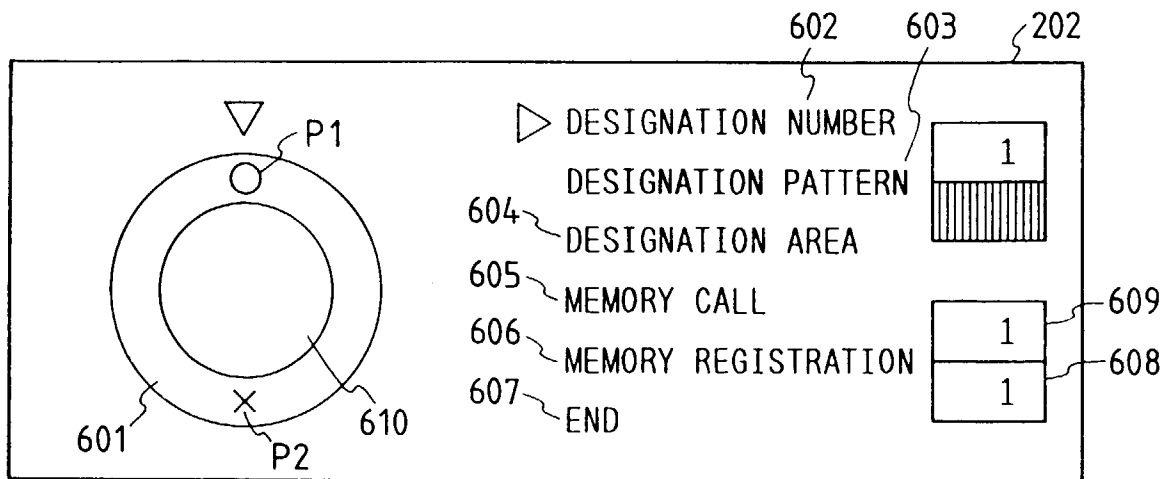 602 603 202
P1
DESIGNATION NUMBER
1
DESIGNATION PATTERN
604
DESIGNATION AREA
605
MEMORY CALL
1 609
606
MEMORY REGISTRATION
1 608
607
END
601 P2 610